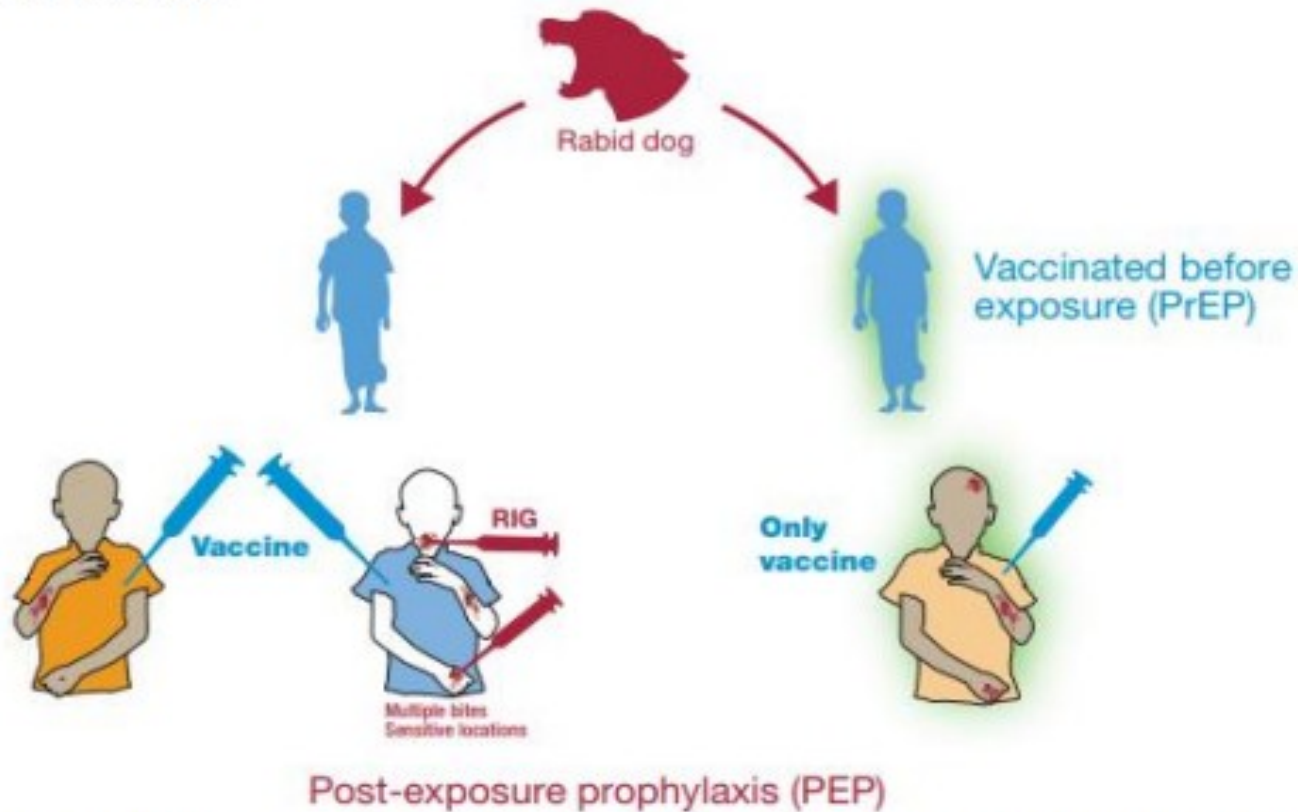 Rabid dog
Vaccinated before
exposure (PrEP)
Vaccine
RIG
Only
vaccine
Multiple bites
Sensitive locations
Post-exposure prophylaxis (PEP)